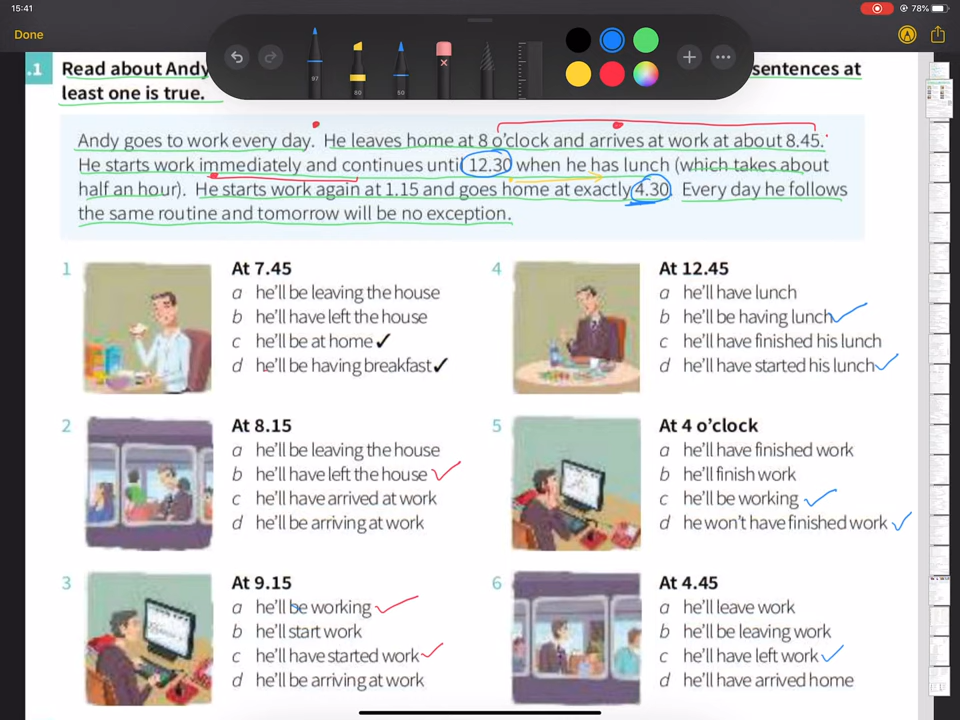 15:41
78%
Done
97
80
50
.1 Read about Andy
sentences at
least one is true.
Andy goes to work every day. He leaves home at 8 o'clock and arrives at work at about 8.45.
He starts work immediately and continues until 12.30 when he has lunch (which takes about
half an hour). He starts work again at 1.15 and goes home at exactly 4.30. Every day he follows
the same routine and tomorrow will be no exception.
1 At 7.45
a he'll be leaving the house
b he'll have left the house
c he'll be at home ✓
d he'll be having breakfast ✓
2 At 8.15
a he'll be leaving the house
b he'll have left the house
c he'll have arrived at work
d he'll be arriving at work
3 At 9.15
a he'll be working
b he'll start work
c he'll have started work
d he'll be arriving at work
4 At 12.45
a he'll have lunch
b he'll be having lunch
c he'll have finished his lunch
d he'll have started his lunch
5 At 4 o'clock
a he'll have finished work
b he'll finish work
c he'll be working
d he won't have finished work
6 At 4.45
a he'll leave work
b he'll be leaving work
c he'll have left work
d he'll have arrived home